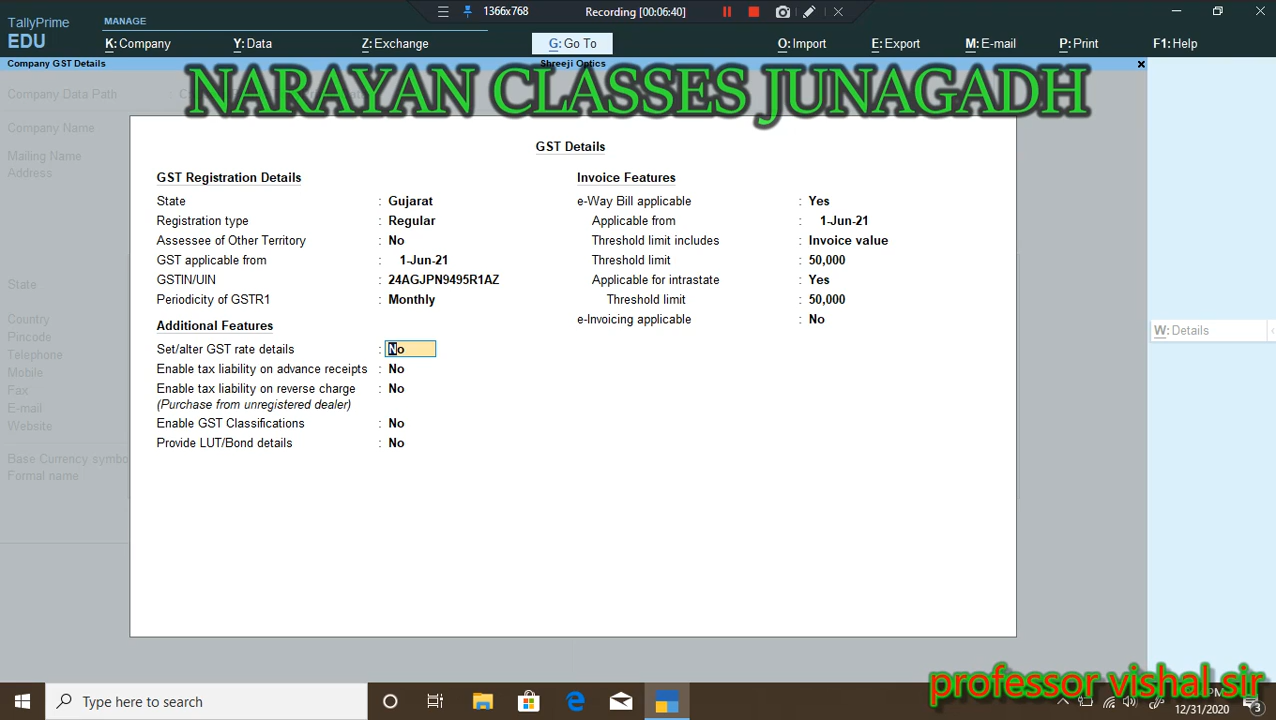 1366x768
Recording [00:06:40]
TallyPrime
EDU
MANAGE
K: Company
Y: Data
Z: Exchange
G: Go To
O: Import
E: Export
M: E-mail
P: Print
F1: Help
Company GST Details
Shreeji Optics
NARAYAN CLASSES JUNAGADH
Company Data Path
Company Name
Mailing Name
Address
State
Country
Pincode
Telephone
Mobile
Fax
E-mail
Website
Base Currency symbo
Formal name
GST Details
GST Registration Details
State : Gujarat
Registration type : Regular
Assessee of Other Territory : No
GST applicable from : 1-Jun-21
GSTIN/UIN : 24AGJPN9495R1AZ
Periodicity of GSTR1 : Monthly
Additional Features
Set/alter GST rate details : No
Enable tax liability on advance receipts : No
Enable tax liability on reverse charge : No
(Purchase from unregistered dealer)
Enable GST Classifications : No
Provide LUT/Bond details : No
Invoice Features
e-Way Bill applicable : Yes
Applicable from : 1-Jun-21
Threshold limit includes : Invoice value
Threshold limit : 50,000
Applicable for intrastate : Yes
Threshold limit : 50,000
e-Invoicing applicable : No
W: Details
professor vishal sir
Type here to search
12/31/2020
3